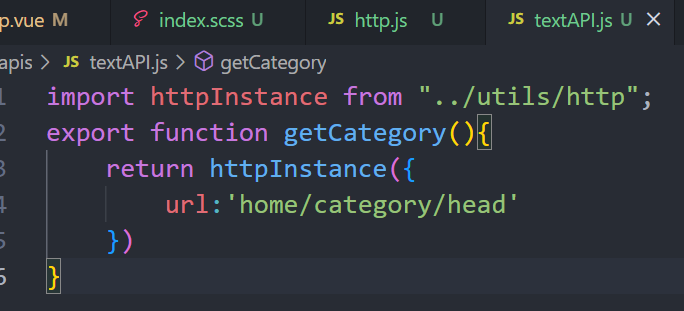 p.vue M index.scss U JS http.js U JS textAPI.js U
apis > JS textAPI.js > getCategory
1 import httpInstance from "../utils/http";
2 export function getCategory(){
3 return httpInstance({
4 url:'home/category/head'
5 })
6 }